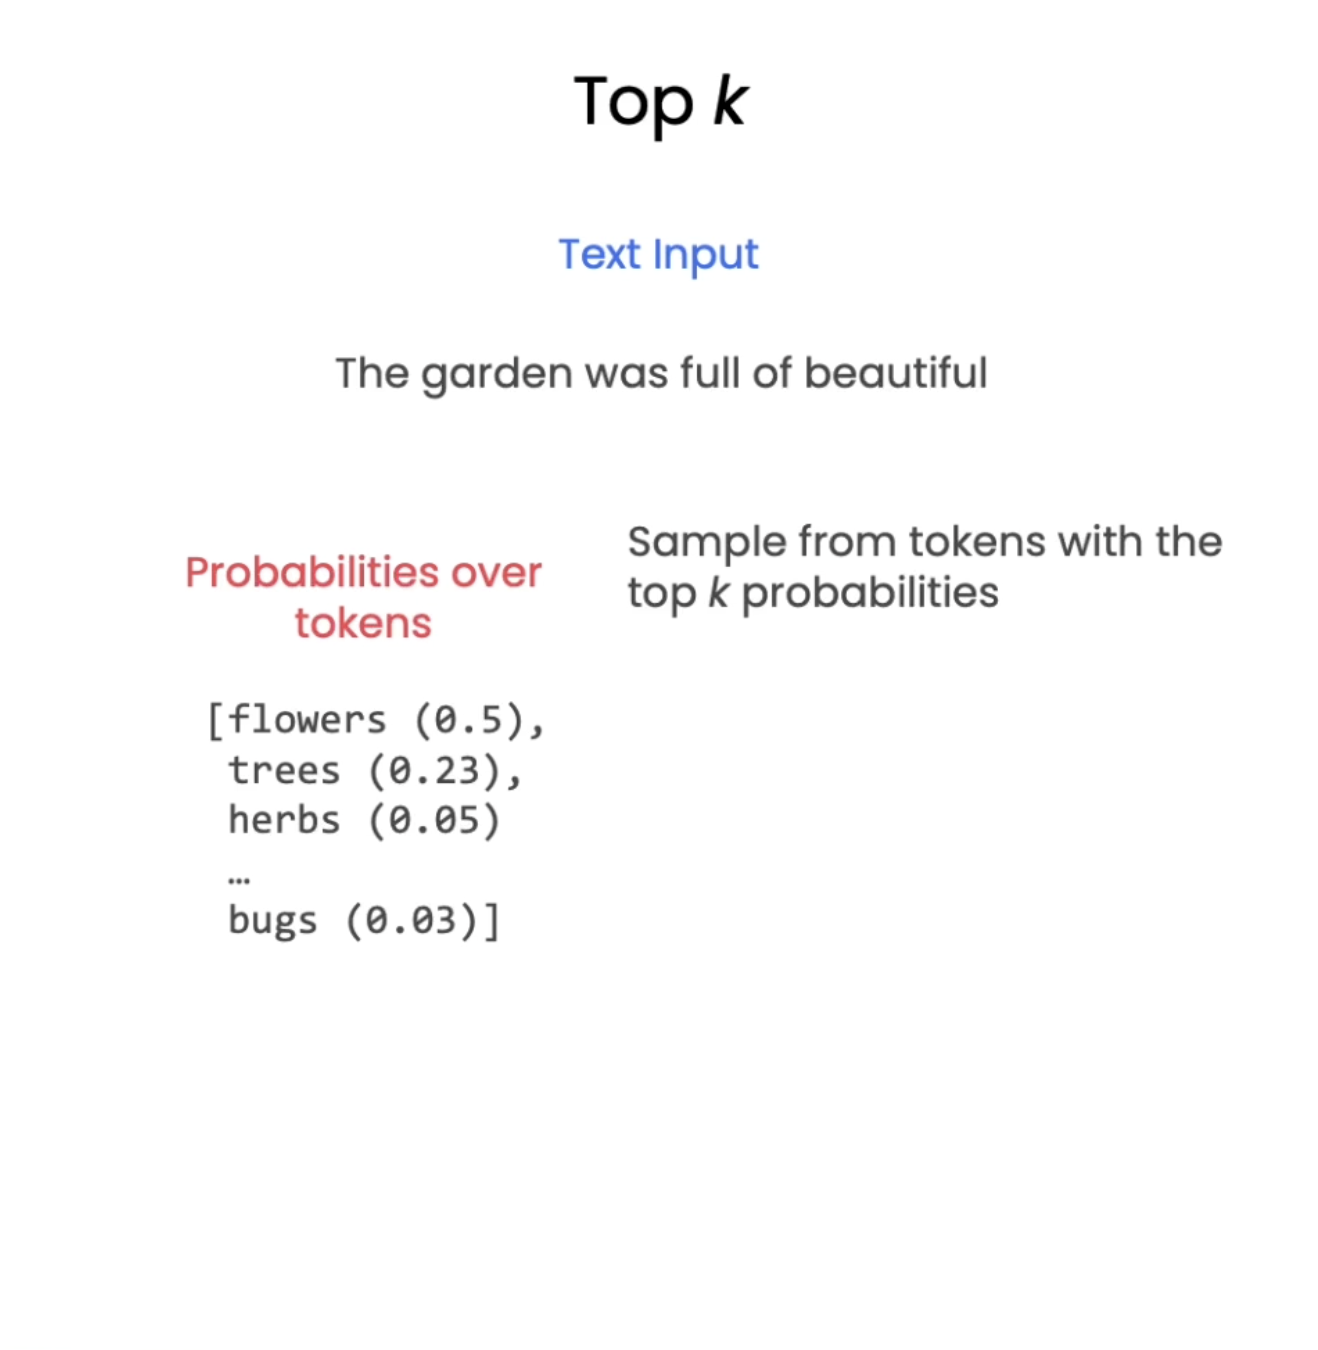 Top k
Text Input
The garden was full of beautiful
Probabilities over
tokens
[flowers (0.5),
trees (0.23),
herbs (0.05)
…
bugs (0.03)]
Sample from tokens with the
top k probabilities